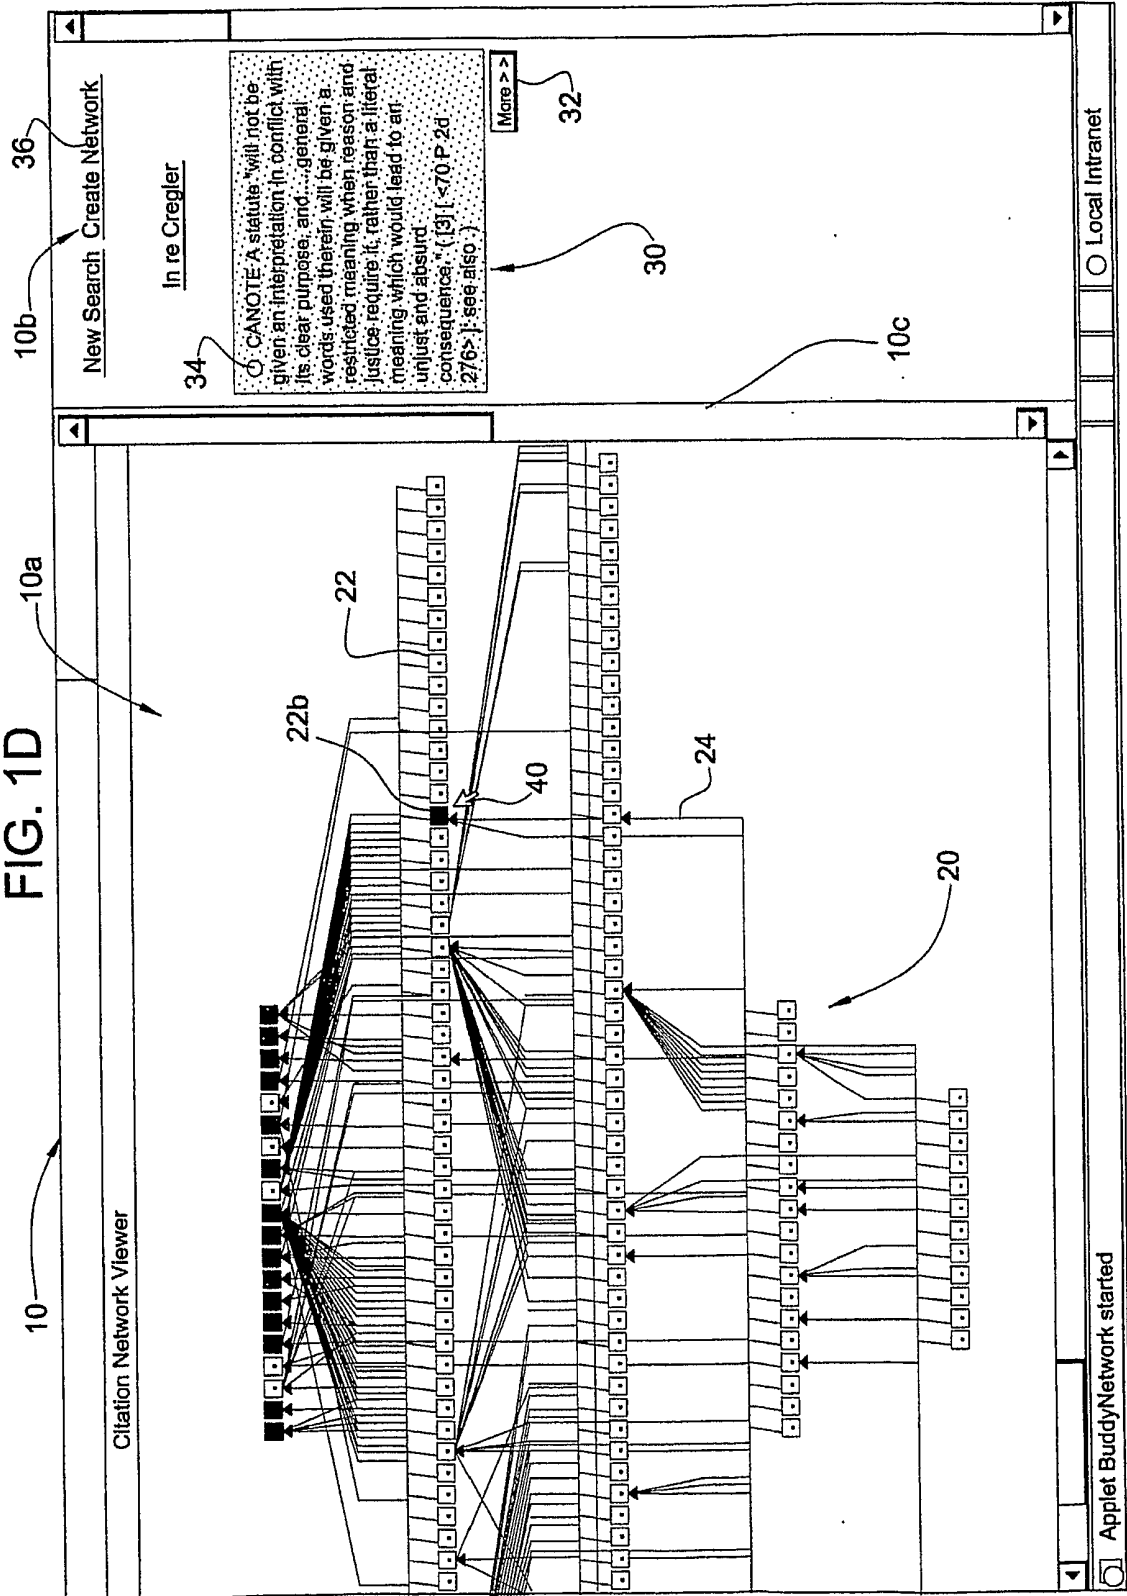 FIG. 1D
10
10a
10b
36
Citation Network Viewer
New Search Create Network
In re Cregler
34
CANOTE A statute "will not be
given an interpretation in conflict with
its clear purpose, and....general
words used therein will be given a
restricted meaning when reason and
justice require it, rather than a literal
meaning which would lead to an
unjust and absurd
consequence." ( [3] [ <70 P.2d
276> ]; see also )
More > >
32
30
22
22b
40
24
20
10c
Applet BuddyNetwork started
Local Intranet